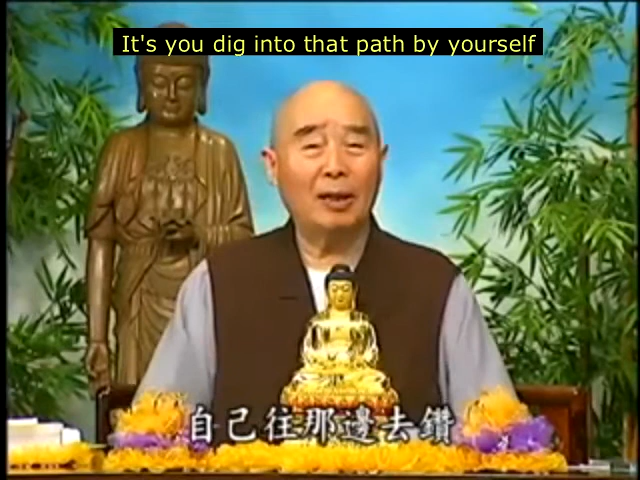 It's you dig into that path by yourself
自己往那邊去鑽